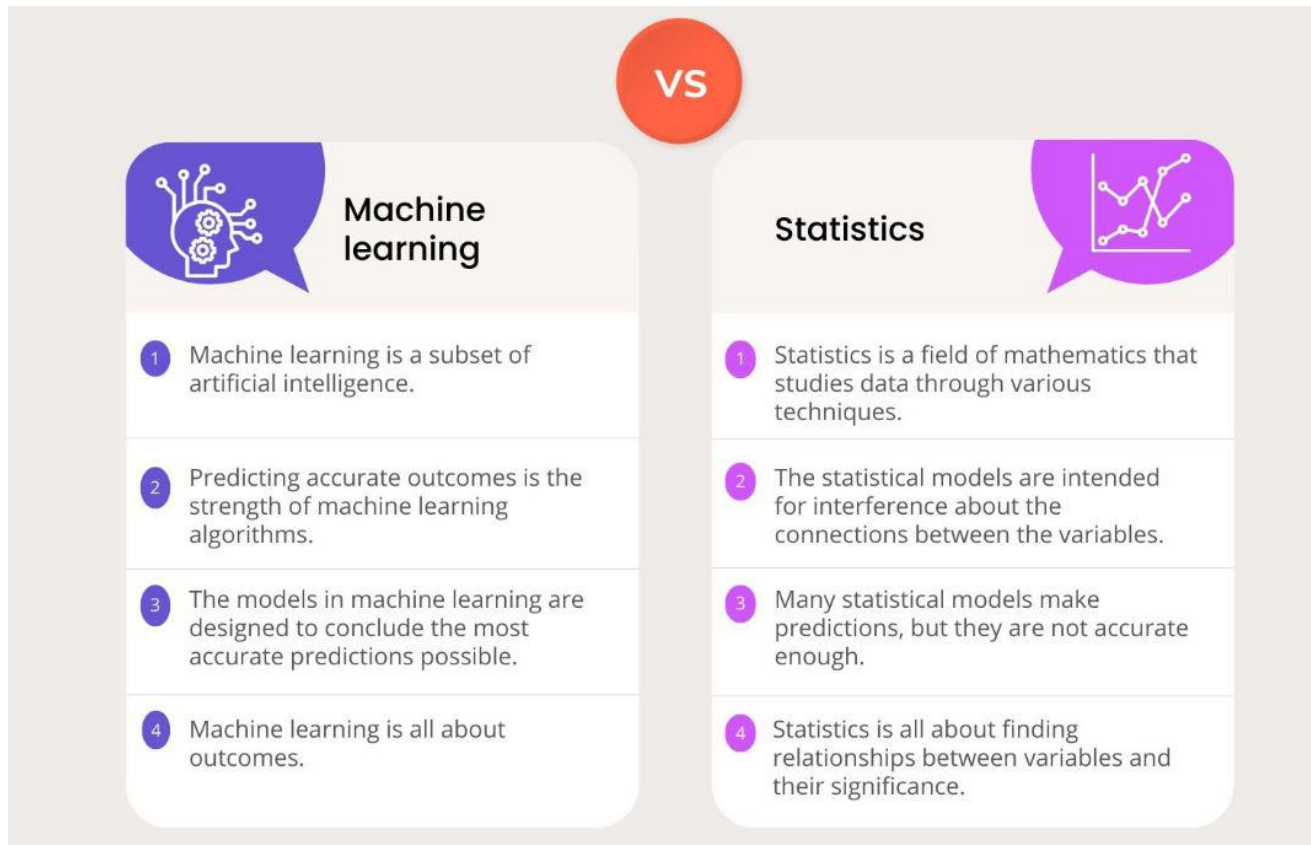 VS
Machine
learning
1 Machine learning is a subset of
artificial intelligence.
2 Predicting accurate outcomes is the
strength of machine learning
algorithms.
3 The models in machine learning are
designed to conclude the most
accurate predictions possible.
4 Machine learning is all about
outcomes.
Statistics
1 Statistics is a field of mathematics that
studies data through various
techniques.
2 The statistical models are intended
for interference about the
connections between the variables.
3 Many statistical models make
predictions, but they are not accurate
enough.
4 Statistics is all about finding
relationships between variables and
their significance.